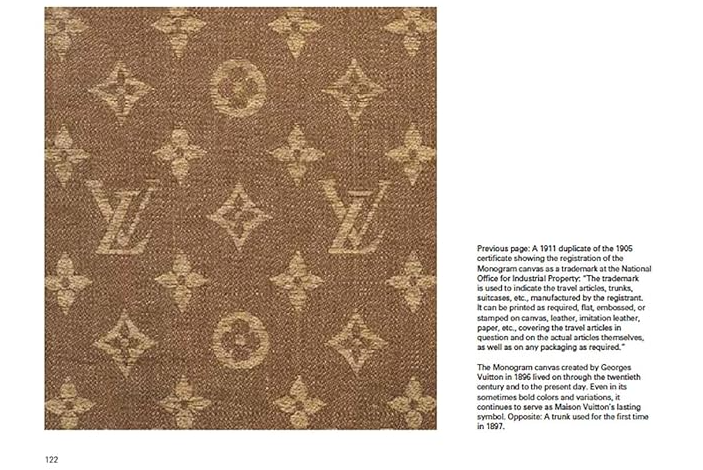 LV LV
Previous page: A 1911 duplicate of the 1905
certificate showing the registration of the
Monogram canvas as a trademark at the National
Office for Industrial Property: "The trademark
is used to indicate the travel articles, trunks,
suitcases, etc., manufactured by the registrant.
It can be printed as required, flat, embossed, or
stamped on canvas, leather, imitation leather,
paper, etc., covering the travel articles in
question and on the actual articles themselves,
as well as on any packaging as required."
The Monogram canvas created by Georges
Vuitton in 1896 lived on through the twentieth
century and to the present day. Even in its
sometimes bold colors and variations, it
continues to serve as Maison Vuitton's lasting
symbol. Opposite: A trunk used for the first time
in 1897.
122